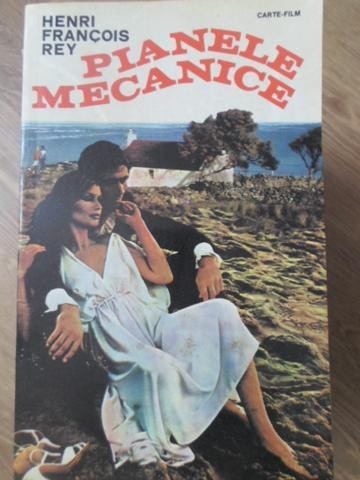 HENRI
FRANÇOIS
REY
CARTE-FILM
PIANELE
MECANICE